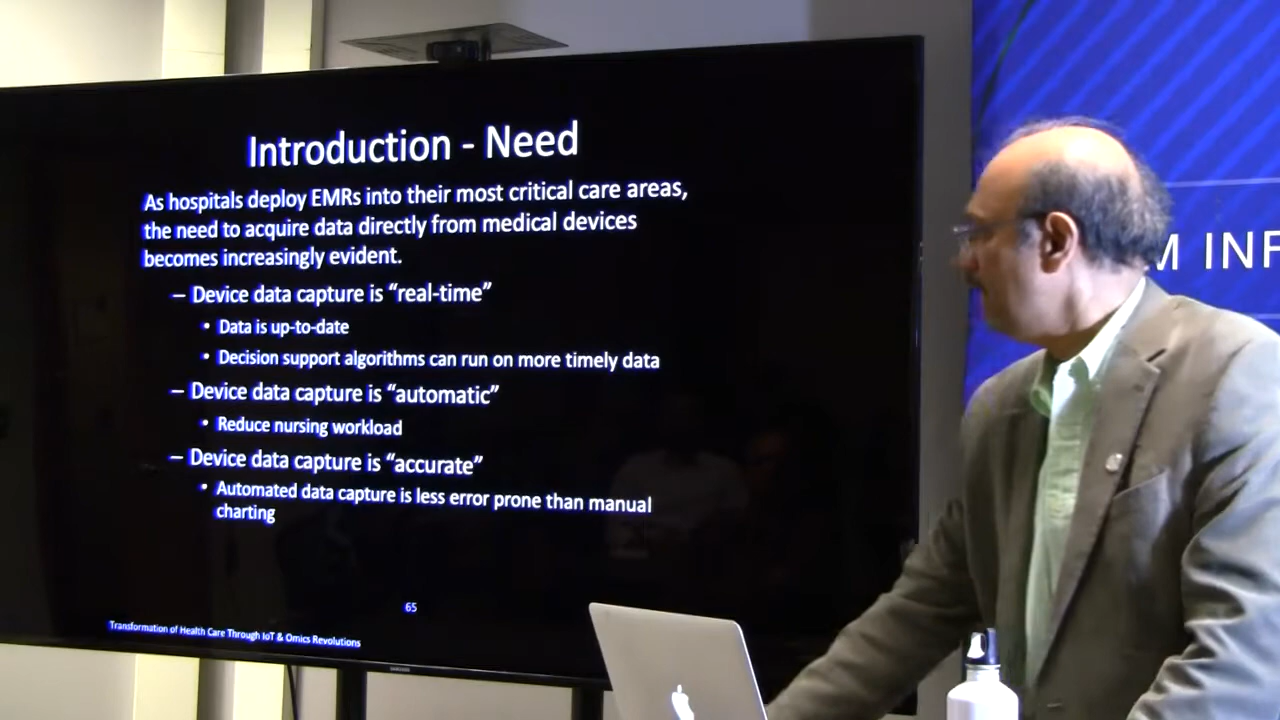 Introduction - Need
As hospitals deploy EMRs into their most critical care areas,
the need to acquire data directly from medical devices
becomes increasingly evident.
– Device data capture is “real-time”
• Data is up-to-date
• Decision support algorithms can run on more timely data
– Device data capture is “automatic”
• Reduce nursing workload
– Device data capture is “accurate”
• Automated data capture is less error prone than manual
charting
65
Transformation of Health Care Through IoT & Omics Revolutions
SAMSUNG
M INF